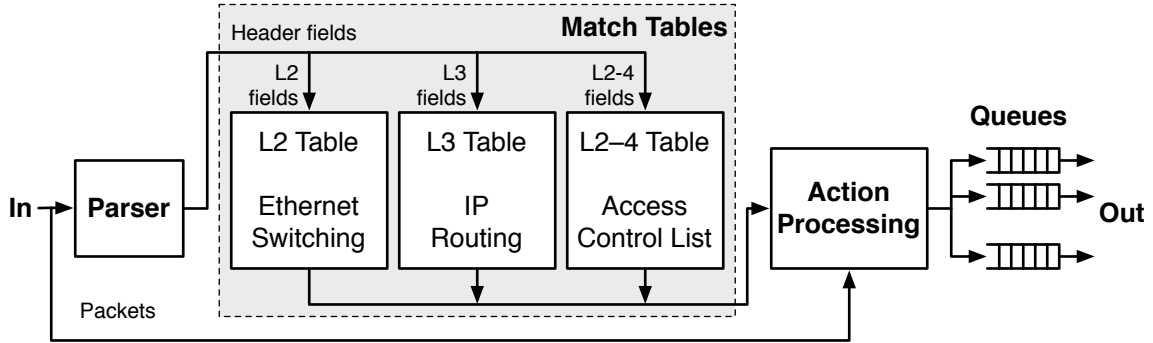 Match Tables
Header fields
L2
fields
L3
fields
L2-4
fields
L2 Table
Ethernet
Switching
L3 Table
IP
Routing
L2–4 Table
Access
Control List
In
Parser
Action
Processing
Queues
Out
Packets